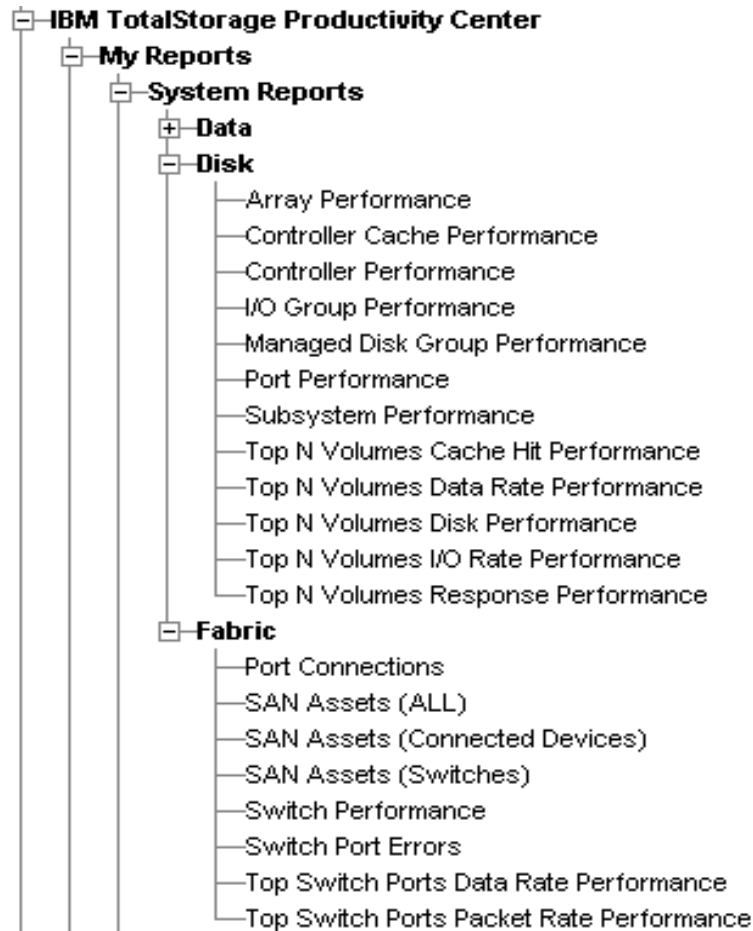 IBM TotalStorage Productivity Center
My Reports
System Reports
Data
Disk
Array Performance
Controller Cache Performance
Controller Performance
I/O Group Performance
Managed Disk Group Performance
Port Performance
Subsystem Performance
Top N Volumes Cache Hit Performance
Top N Volumes Data Rate Performance
Top N Volumes Disk Performance
Top N Volumes I/O Rate Performance
Top N Volumes Response Performance
Fabric
Port Connections
SAN Assets (ALL)
SAN Assets (Connected Devices)
SAN Assets (Switches)
Switch Performance
Switch Port Errors
Top Switch Ports Data Rate Performance
Top Switch Ports Packet Rate Performance